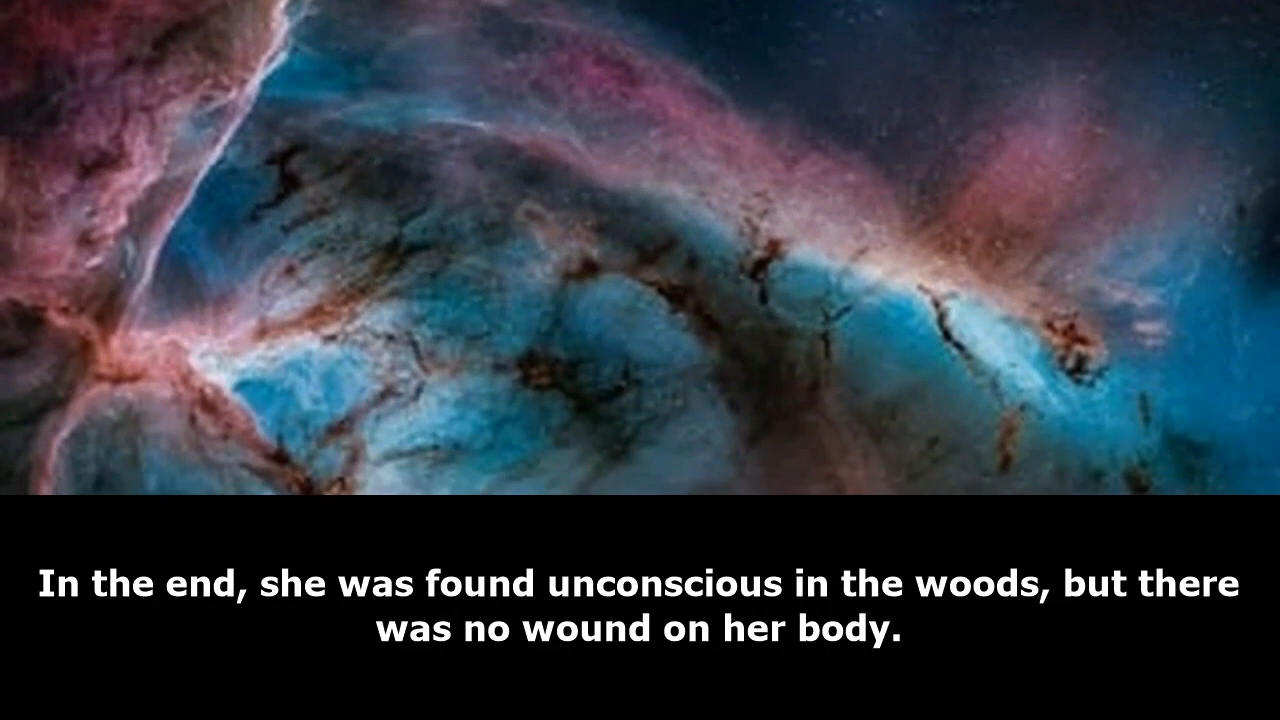 In the end, she was found unconscious in the woods, but there
was no wound on her body.